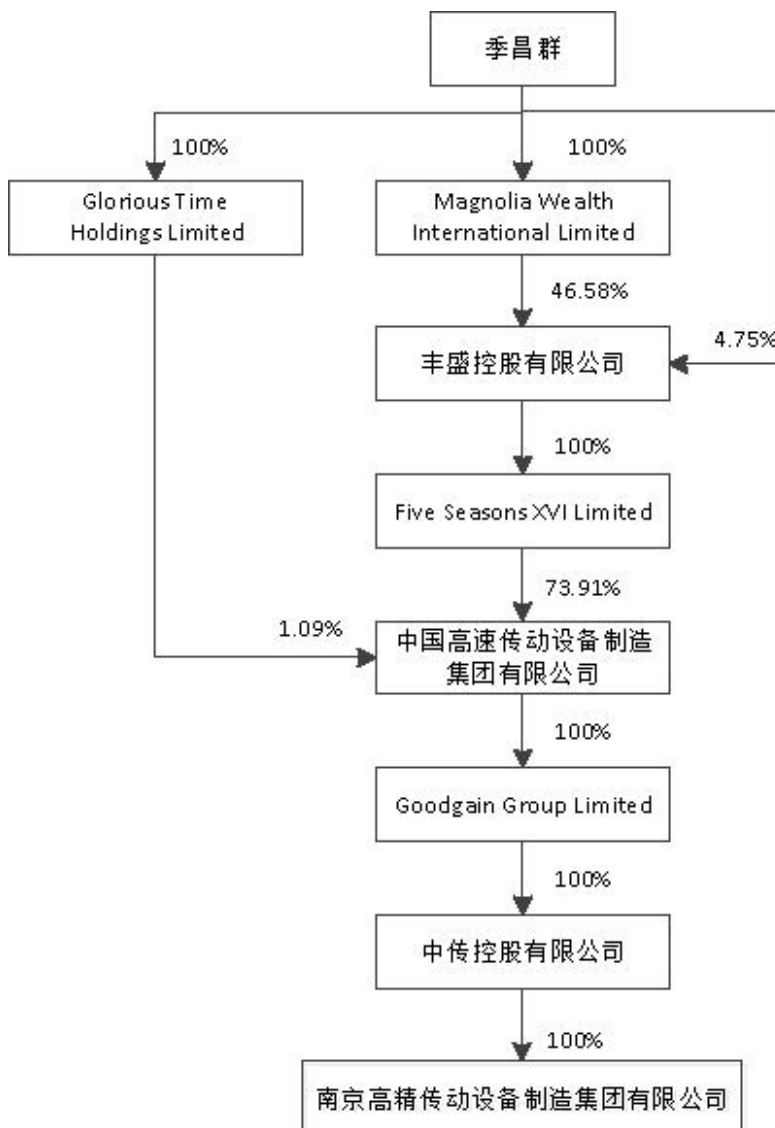 季昌群
100%
100%
Glorious Time
Holdings Limited
Magnolia Wealth
International Limited
46.58%
4.75%
丰盛控股有限公司
100%
Five Seasons XVI Limited
73.91%
1.09%
中国高速传动设备制造
集团有限公司
100%
Goodgain Group Limited
100%
中传控股有限公司
100%
南京高精传动设备制造集团有限公司